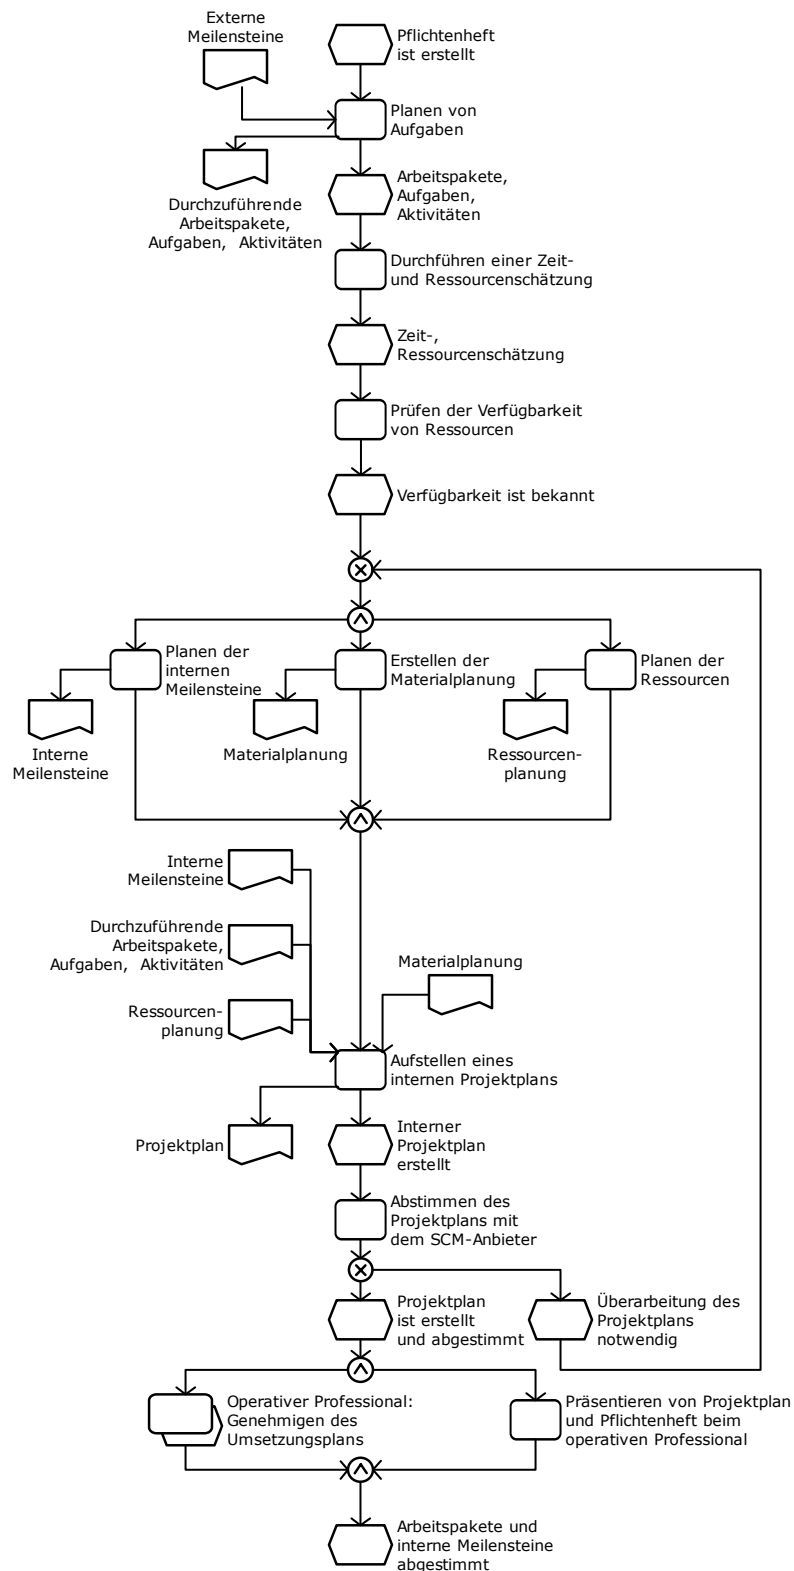 Externe
Meilensteine
Pflichtenheft
ist erstellt
Planen von
Aufgaben
Durchzuführende
Arbeitspakete,
Aufgaben, Aktivitäten
Arbeitspakete,
Aufgaben,
Aktivitäten
Durchführen einer Zeit-
und Ressourcenschätzung
Zeit-,
Ressourcenschätzung
Prüfen der Verfügbarkeit
von Ressourcen
Verfügbarkeit ist bekannt
Planen der
internen
Meilensteine
Erstellen der
Materialplanung
Planen der
Ressourcen
Interne
Meilensteine
Materialplanung
Ressourcen-
planung
Interne
Meilensteine
Durchzuführende
Arbeitspakete,
Aufgaben, Aktivitäten
Materialplanung
Ressourcen-
planung
Aufstellen eines
internen Projektplans
Projektplan
Interner
Projektplan
erstellt
Abstimmen des
Projektplans mit
dem SCM-Anbieter
Projektplan
ist erstellt
und abgestimmt
Überarbeitung des
Projektplans
notwendig
Operativer Professional:
Genehmigen des
Umsetzungsplans
Präsentieren von Projektplan
und Pflichtenheft beim
operativen Professional
Arbeitspakete und
interne Meilensteine
abgestimmt